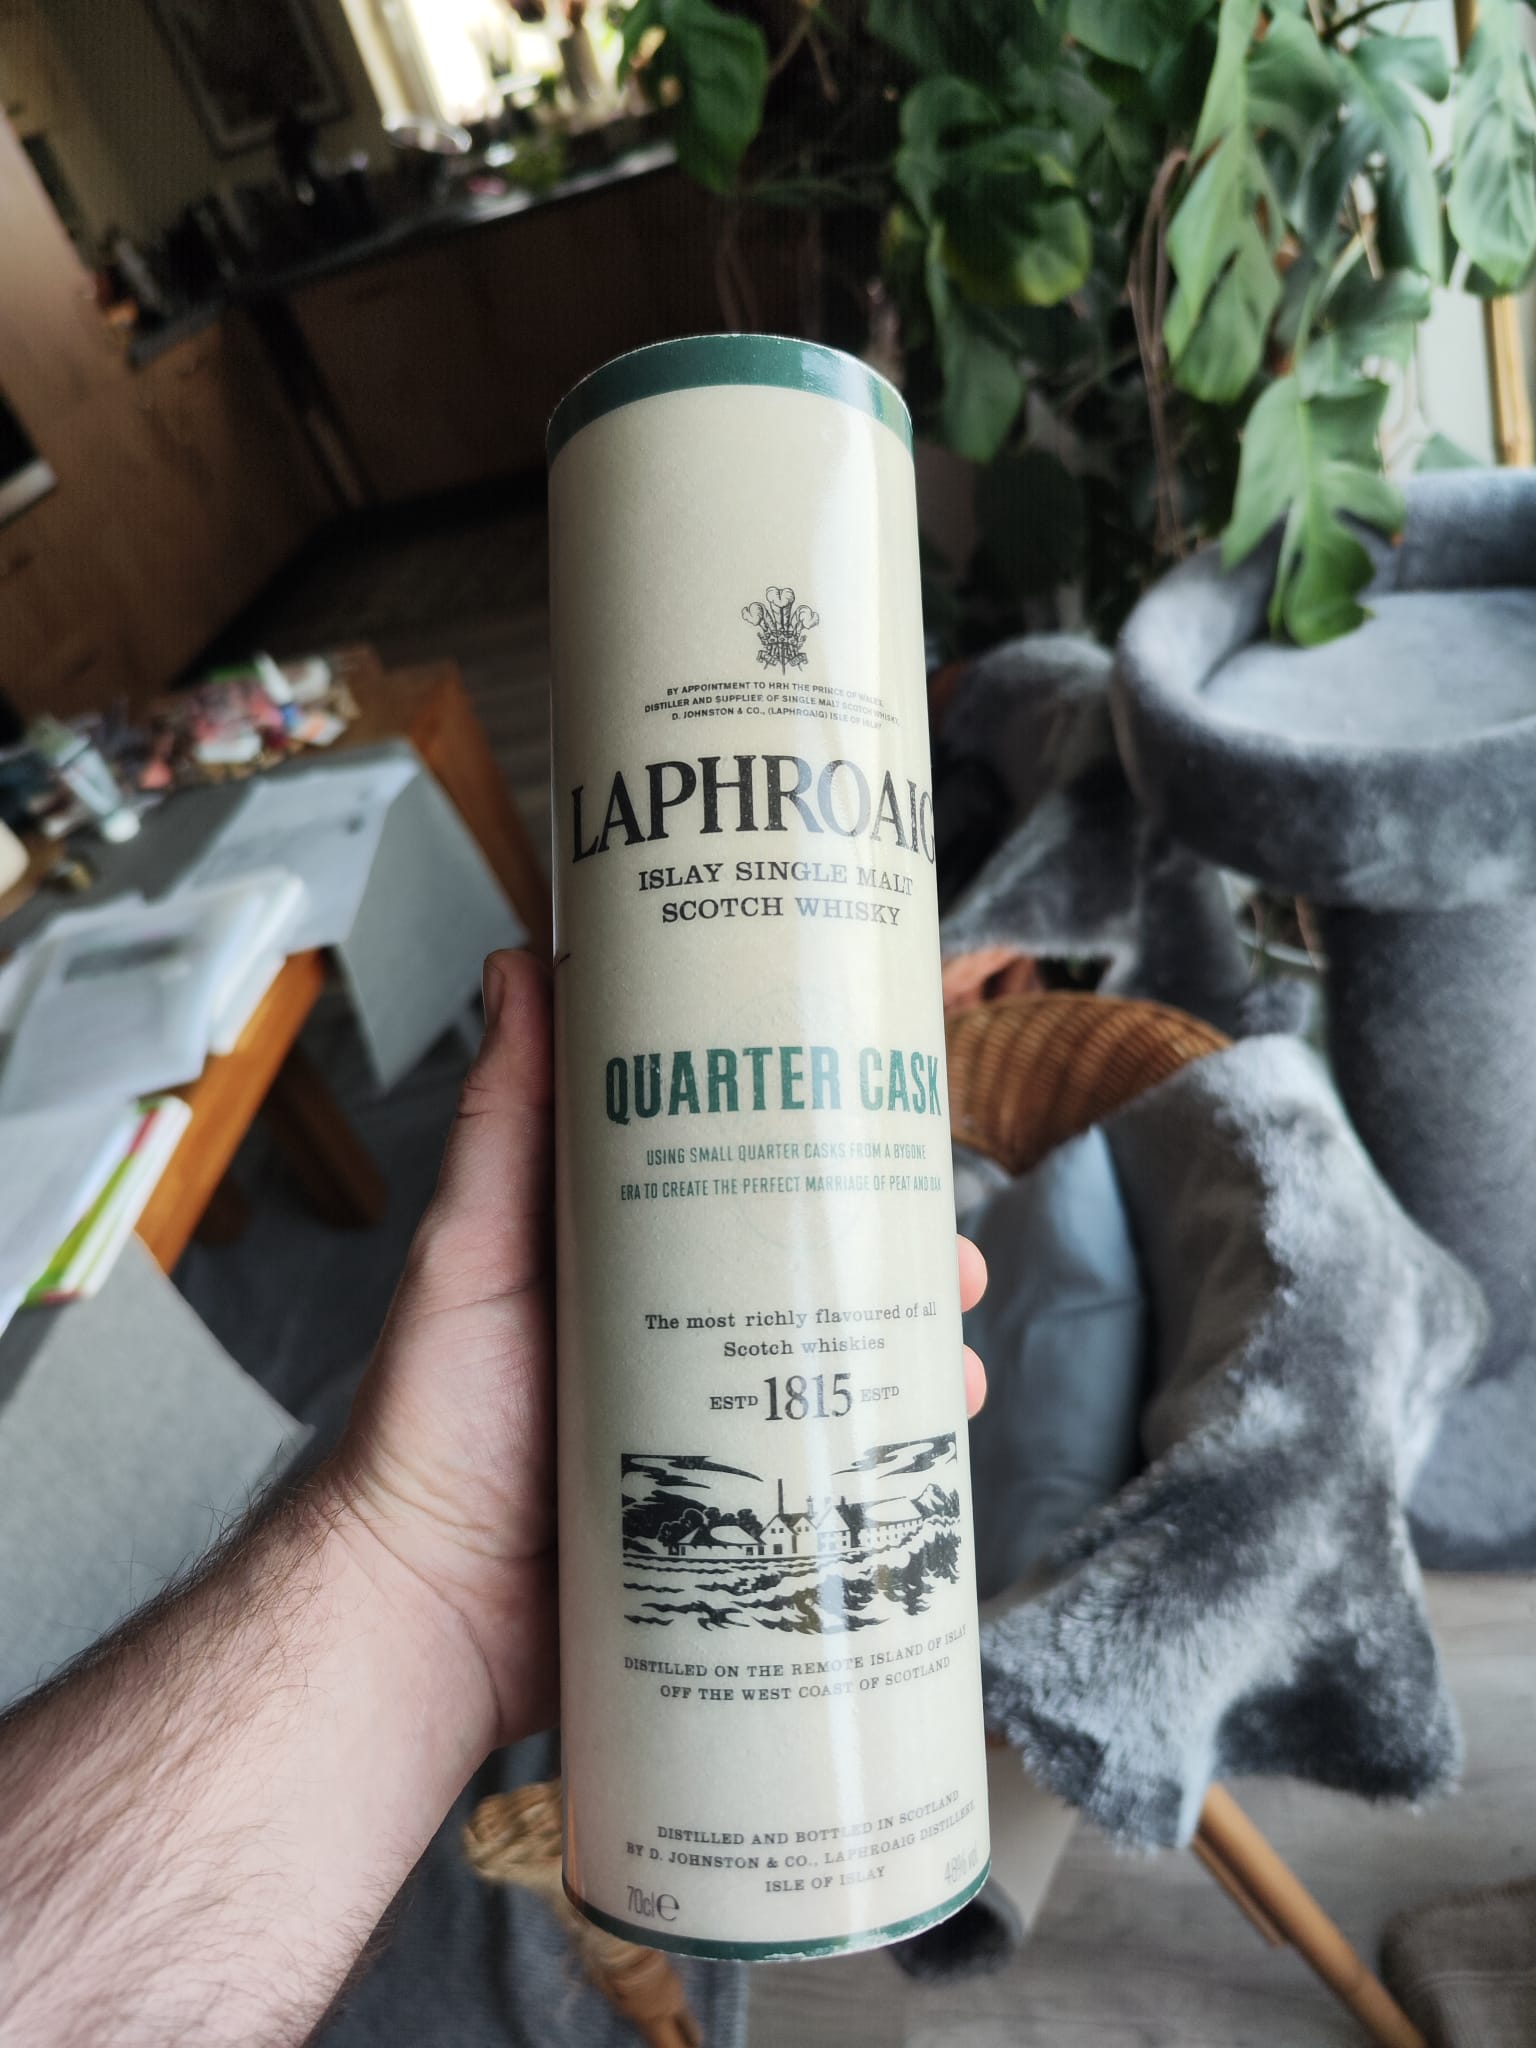 BY APPOINTMENT TO HRH THE PRINCE OF WALES,
DISTILLER AND SUPPLIER OF SINGLE MALT SCOTCH WHISKY,
D. JOHNSTON & CO., (LAPHROAIG) ISLE OF ISLAY
LAPHROAIG
ISLAY SINGLE MALT
SCOTCH WHISKY
QUARTER CASK
USING SMALL QUARTER CASKS FROM A BYGONE
ERA TO CREATE THE PERFECT MARRIAGE OF PEAT AND OAK
The most richly flavoured of all
Scotch whiskies
ESTD 1815 ESTD
DISTILLED ON THE REMOTE ISLAND OF ISLAY
OFF THE WEST COAST OF SCOTLAND
DISTILLED AND BOTTLED IN SCOTLAND
BY D. JOHNSTON & CO., LAPHROAIG DISTILLERY,
ISLE OF ISLAY
70cl e 48% vol